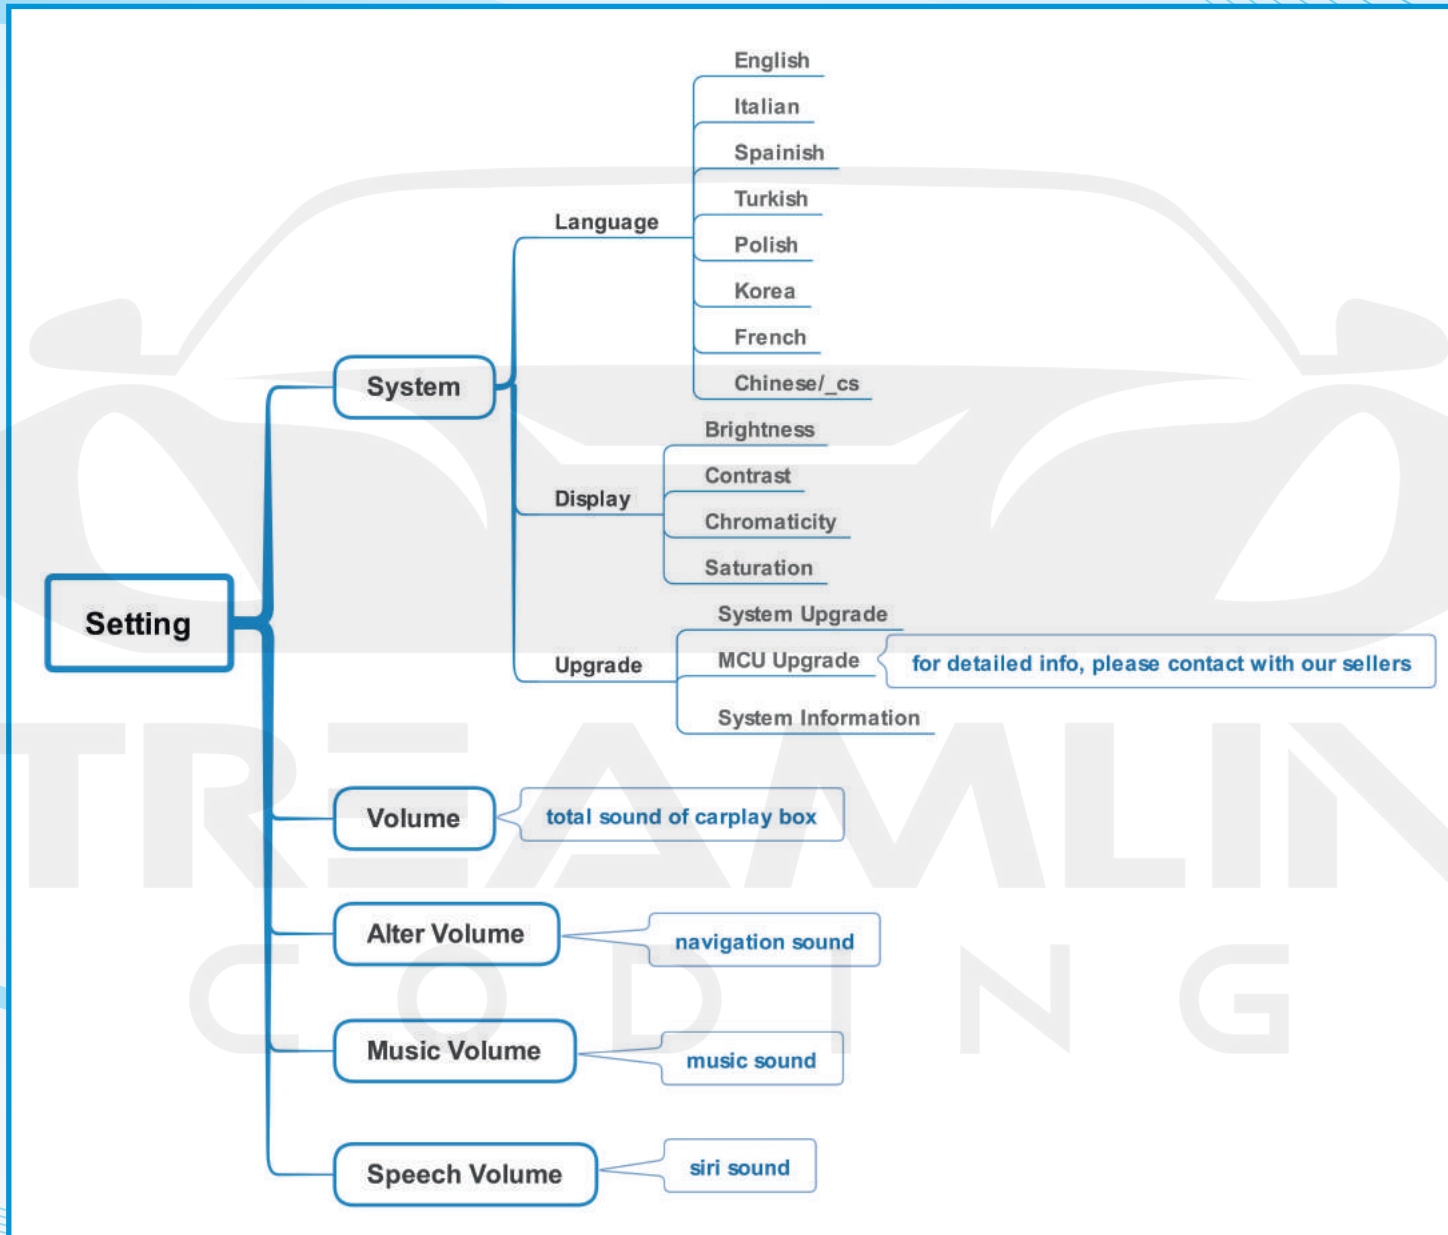 English
Italian
Spainish
Turkish
Language
Polish
Korea
French
System
Chinese/_cs
Brightness
Contrast
Display
Chromaticity
Saturation
Setting
System Upgrade
Upgrade
MCU Upgrade
for detailed info, please contact with our sellers
System Information
TREAMLIN
Volume
total sound of carplay box
Alter Volume
navigation sound
CODING
Music Volume
music sound
Speech Volume
siri sound